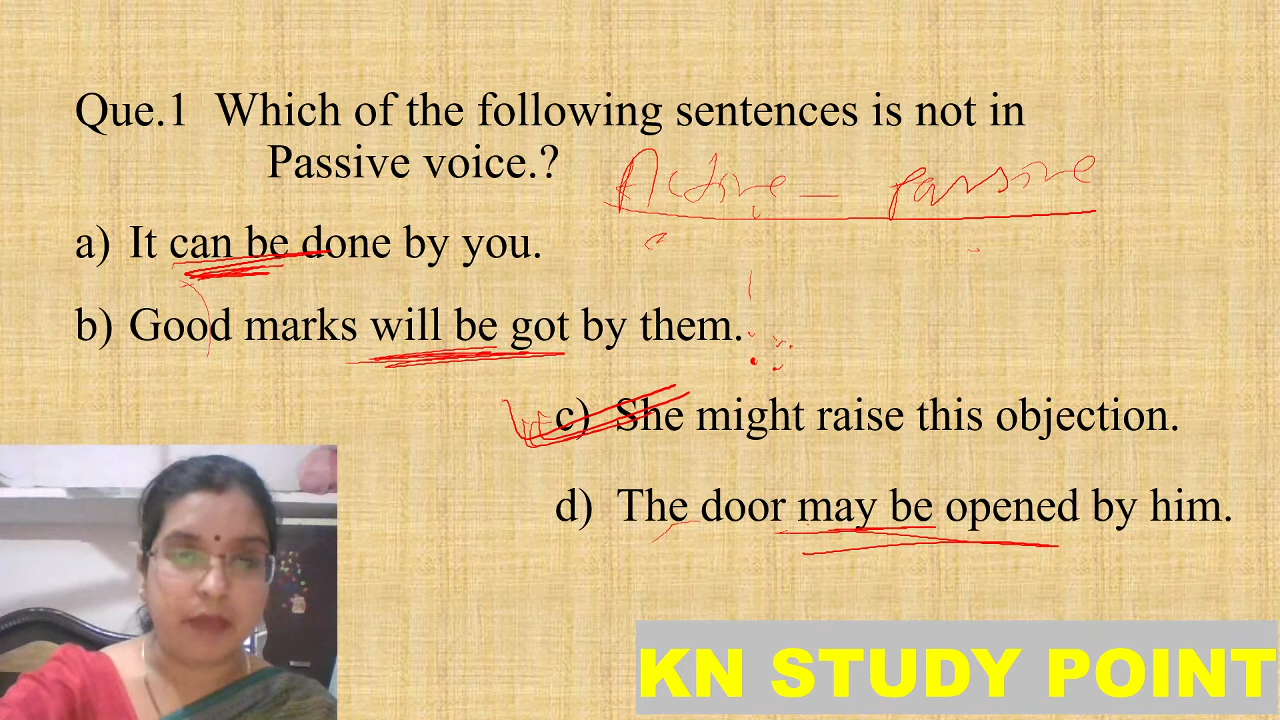 Que.1 Which of the following sentences is not in
Passive voice.?
Active - passive
a) It can be done by you.
b) Good marks will be got by them.
c) She might raise this objection.
d) The door may be opened by him.
KN STUDY POINT